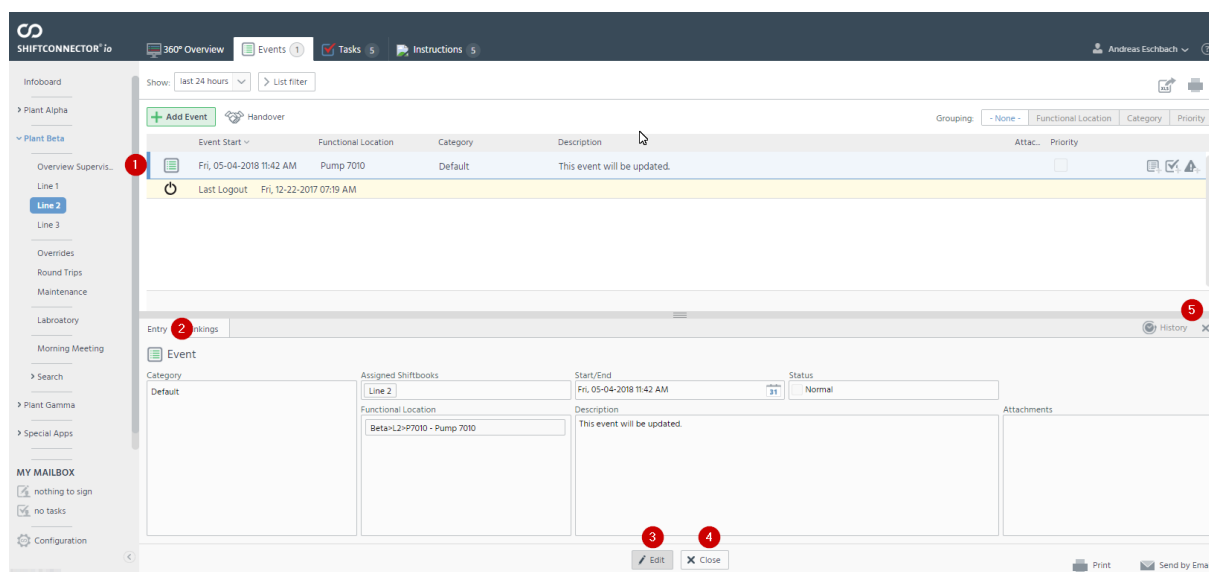 SHIFTCONNECTOR® io
360° Overview
Events 1
Tasks 5
Instructions 5
Andreas Eschbach
Infoboard
Plant Alpha
Plant Beta
Overview Supervis...
Line 1
Line 2
Line 3
Overrides
Round Trips
Maintenance
Labroatory
Morning Meeting
Search
Plant Gamma
Special Apps
MY MAILBOX
nothing to sign
no tasks
Configuration
Show: last 24 hours > List filter
XLS
Add Event Handover
Grouping: - None - Functional Location Category Priority
Event Start Functional Location Category Description Attac... Priority
1 Fri, 05-04-2018 11:42 AM Pump 7010 Default This event will be updated.
Last Logout Fri, 12-22-2017 07:19 AM
5
Entry 2 nkings History
Event
Category Assigned Shiftbooks Start/End Status
Default Line 2 Fri, 05-04-2018 11:42 AM 31 Normal
Functional Location Description Attachments
Beta>L2>P7010 - Pump 7010 This event will be updated.
3 4
Edit Close
Print Send by Emai